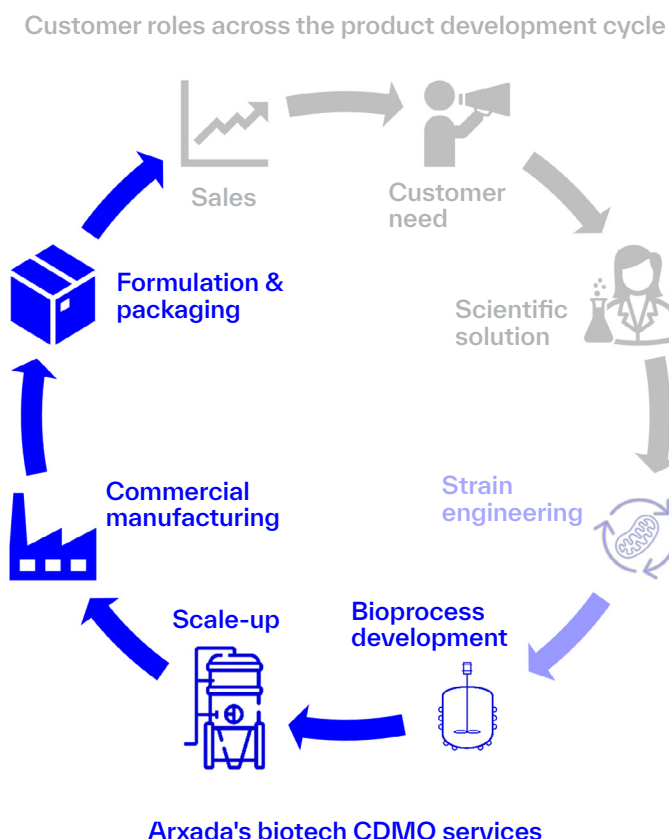 Customer roles across the product development cycle
Sales
Customer
need
Scientific
solution
Strain
engineering
Bioprocess
development
Scale-up
Commercial
manufacturing
Formulation &
packaging
Arxada's biotech CDMO services